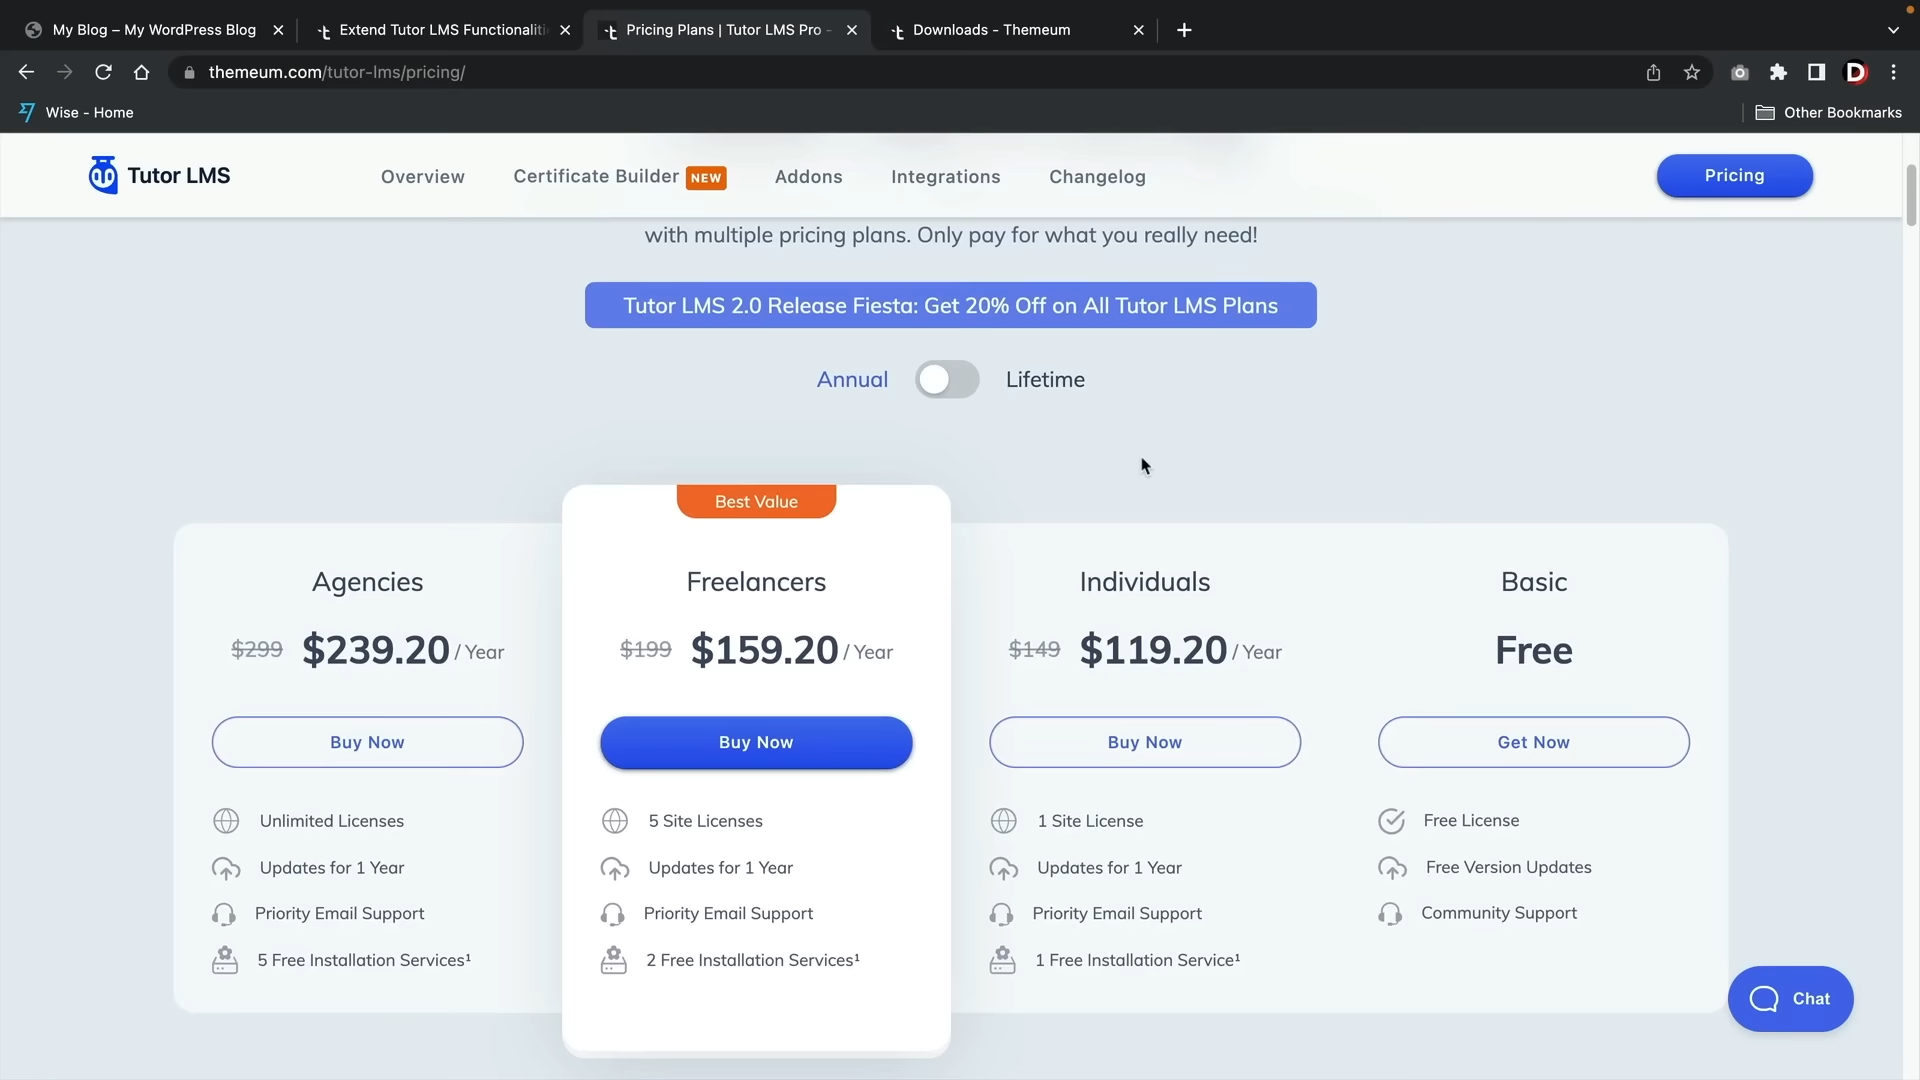 My Blog – My WordPress Blog
Extend Tutor LMS Functionaliti
Pricing Plans | Tutor LMS Pro -
Downloads - Themeum
themeum.com/tutor-lms/pricing/
Wise - Home
Other Bookmarks
Tutor LMS
Overview
Certificate Builder NEW
Addons
Integrations
Changelog
Pricing
with multiple pricing plans. Only pay for what you really need!
Tutor LMS 2.0 Release Fiesta: Get 20% Off on All Tutor LMS Plans
Annual
Lifetime
Agencies
$299 $239.20 / Year
Buy Now
Unlimited Licenses
Updates for 1 Year
Priority Email Support
5 Free Installation Services¹
Best Value
Freelancers
$199 $159.20 / Year
Buy Now
5 Site Licenses
Updates for 1 Year
Priority Email Support
2 Free Installation Services¹
Individuals
$149 $119.20 / Year
Buy Now
1 Site License
Updates for 1 Year
Priority Email Support
1 Free Installation Service¹
Basic
Free
Get Now
Free License
Free Version Updates
Community Support
Chat